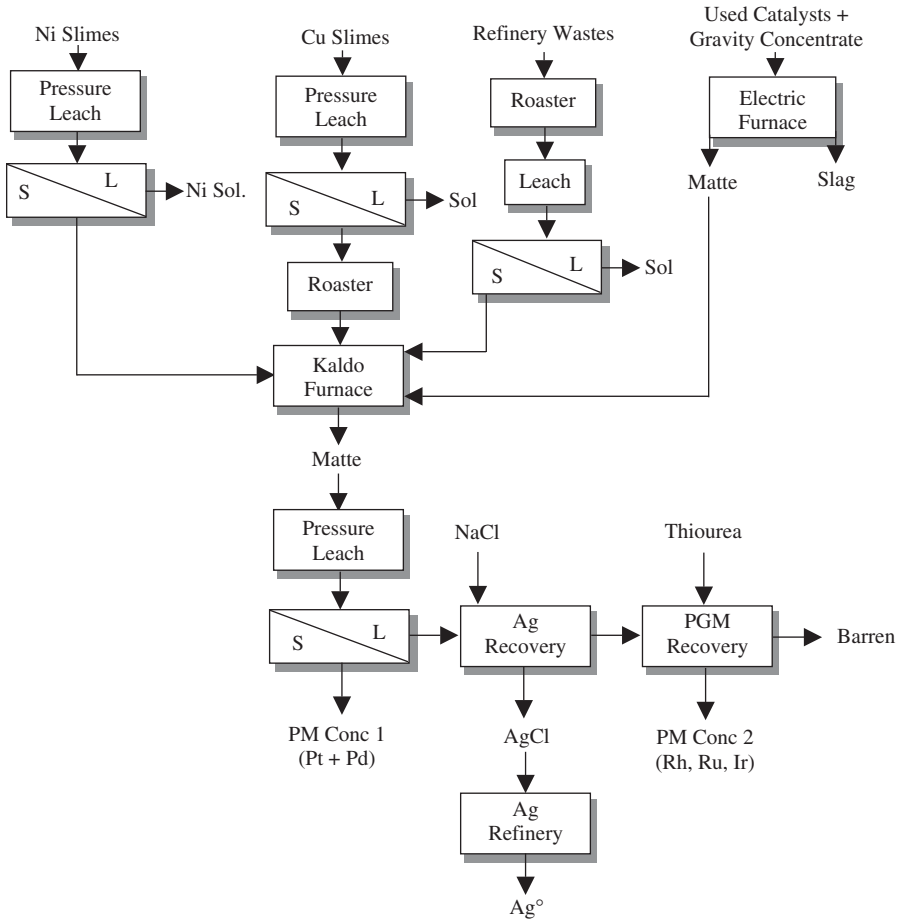 Ni Slimes
Cu Slimes
Refinery Wastes
Used Catalysts +
Gravity Concentrate
Pressure
Leach
Pressure
Leach
Roaster
Electric
Furnace
S
L
Ni Sol.
S
L
Sol
Leach
Matte
Slag
Roaster
S
L
Sol
Kaldo
Furnace
Matte
Pressure
Leach
NaCl
Thiourea
S
L
Ag
Recovery
PGM
Recovery
Barren
PM Conc 1
(Pt + Pd)
AgCl
PM Conc 2
(Rh, Ru, Ir)
Ag
Refinery
Ag°